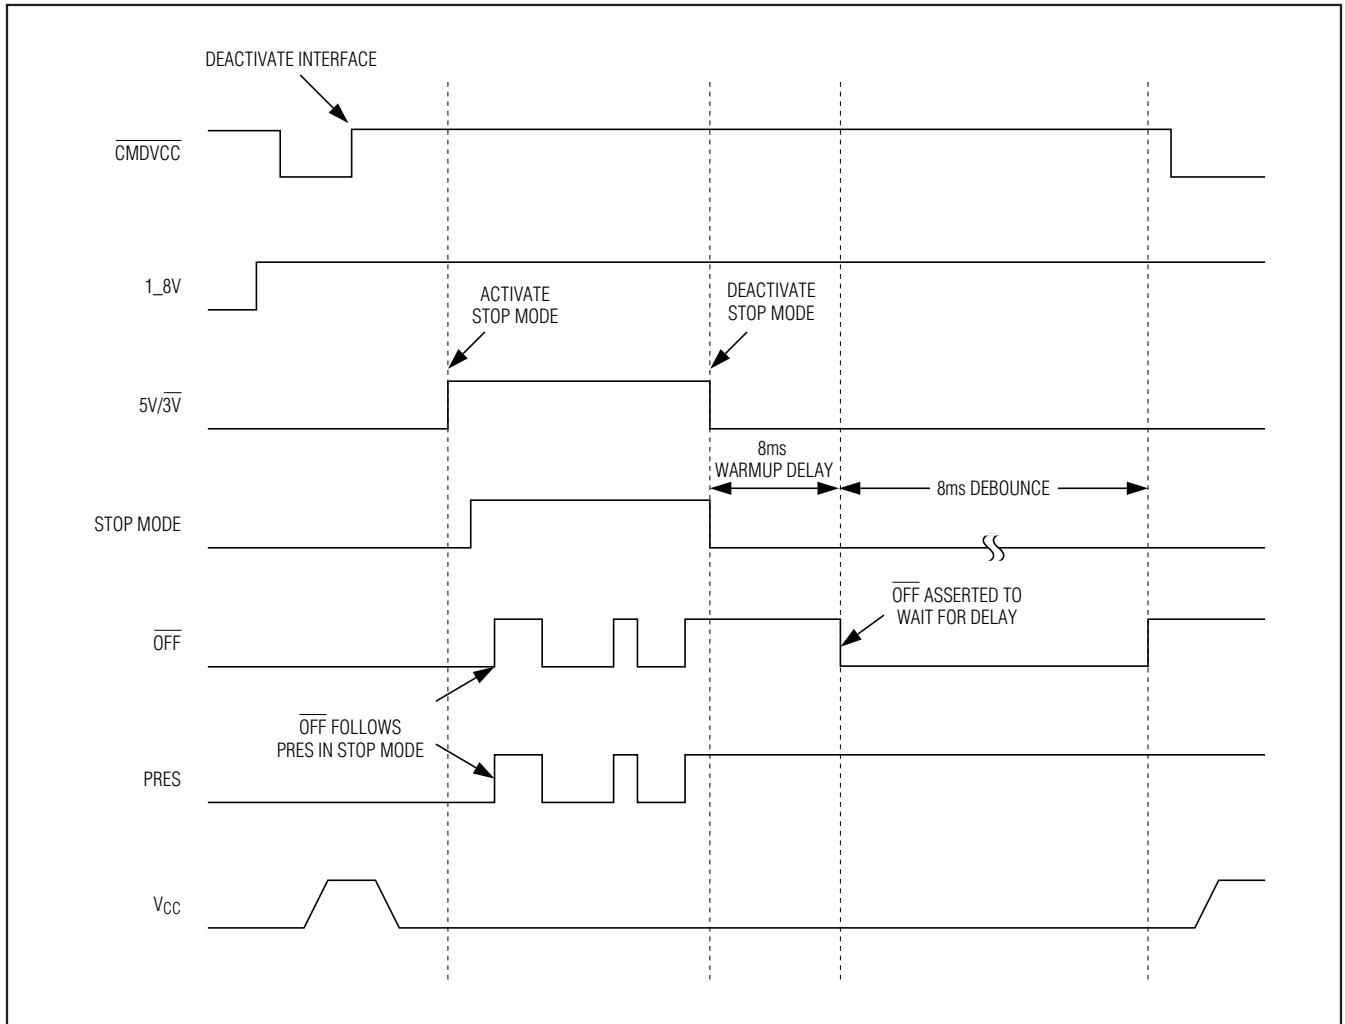 DEACTIVATE INTERFACE
CMDVCC
1_8V
ACTIVATE
STOP MODE
DEACTIVATE
STOP MODE
5V/3V
8ms
WARMUP DELAY
8ms DEBOUNCE
STOP MODE
OFF ASSERTED TO
WAIT FOR DELAY
OFF
OFF FOLLOWS
PRES IN STOP MODE
PRES
VCC